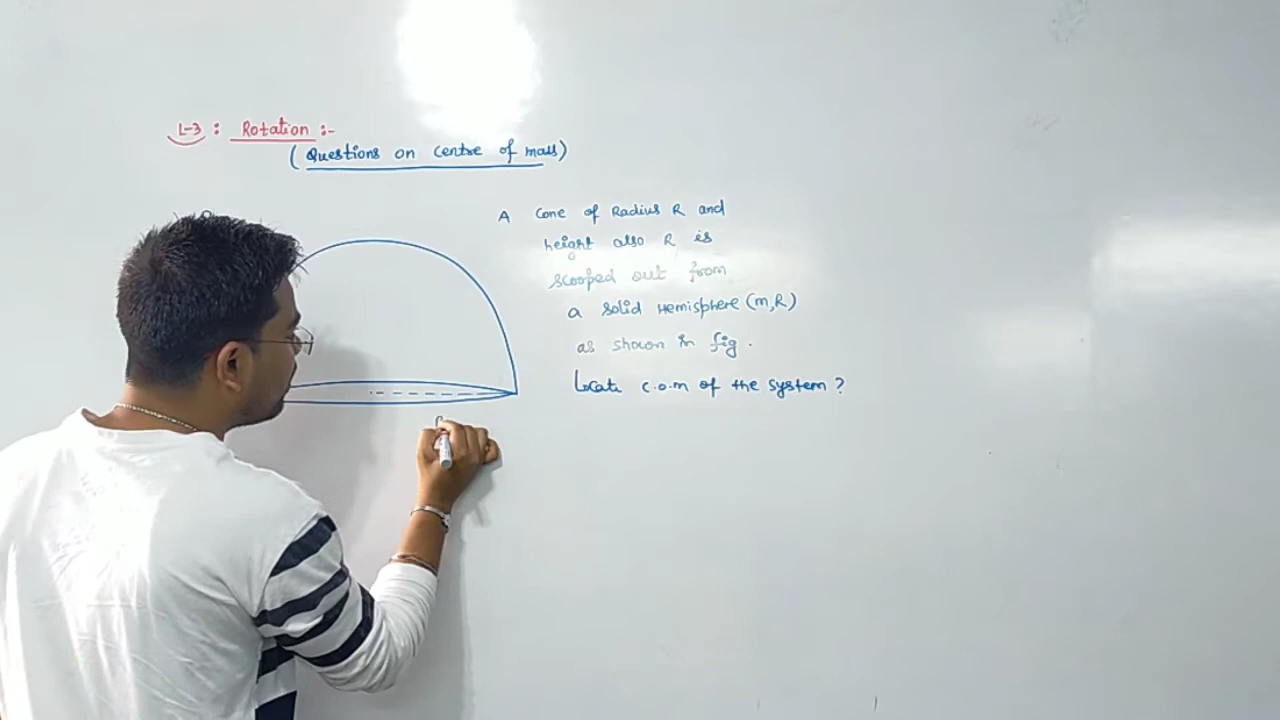 L-3 : Rotation :-
(Questions on centre of mass)
A Cone of Radius R and
height also R is
scooped out from
a solid Hemisphere (m,R)
as shown in fig.
Locate c.o.m of the system ?